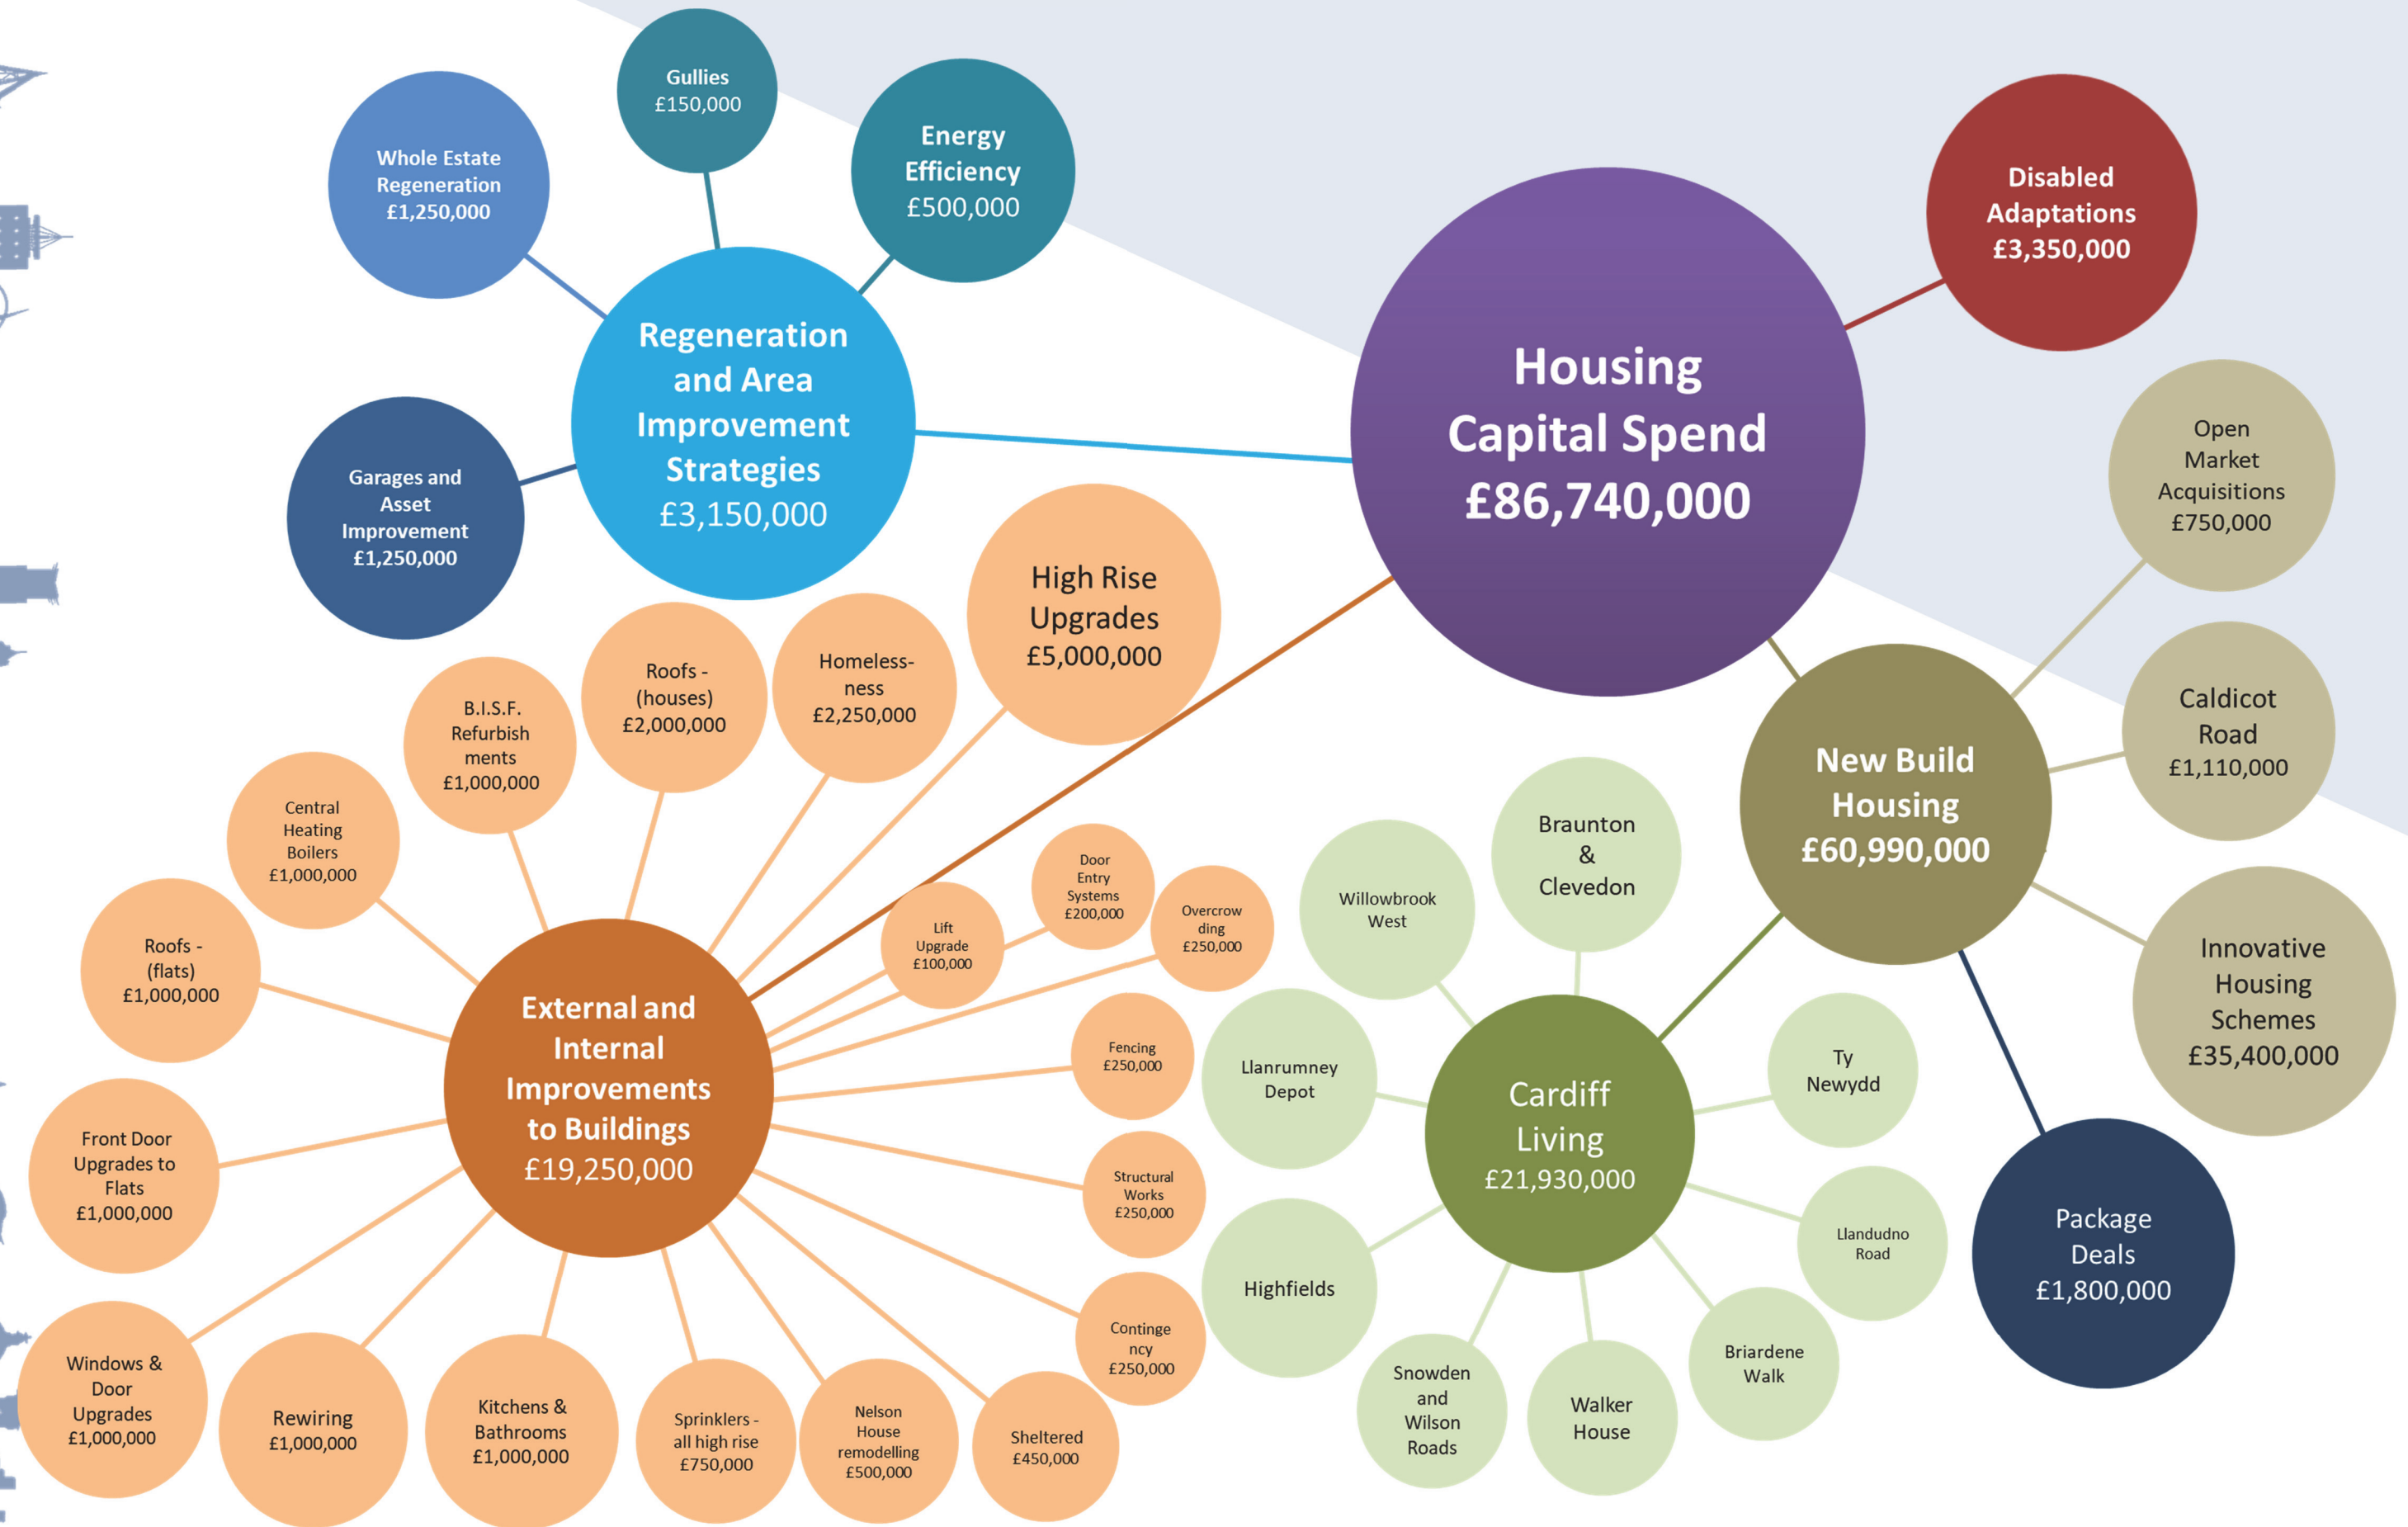 Gullies
£150,000
Energy
Efficiency
£500,000
Whole Estate
Regeneration
£1,250,000
Garages and
Asset
Improvement
£1,250,000
Regeneration
and Area
Improvement
Strategies
£3,150,000
Housing
Capital Spend
£86,740,000
Disabled
Adaptations
£3,350,000
Open
Market
Acquisitions
£750,000
Caldicot
Road
£1,110,000
New Build
Housing
£60,990,000
Innovative
Housing
Schemes
£35,400,000
Package
Deals
£1,800,000
High Rise
Upgrades
£5,000,000
Homeless-
ness
£2,250,000
Roofs -
(houses)
£2,000,000
B.I.S.F.
Refurbish
ments
£1,000,000
Central
Heating
Boilers
£1,000,000
Roofs -
(flats)
£1,000,000
Front Door
Upgrades to
Flats
£1,000,000
Windows &
Door
Upgrades
£1,000,000
Rewiring
£1,000,000
Kitchens &
Bathrooms
£1,000,000
Sprinklers -
all high rise
£750,000
Nelson
House
remodelling
£500,000
Sheltered
£450,000
Continge
ncy
£250,000
Structural
Works
£250,000
Fencing
£250,000
Overcrow
ding
£250,000
Door
Entry
Systems
£200,000
Lift
Upgrade
£100,000
External and
Internal
Improvements
to Buildings
£19,250,000
Cardiff
Living
£21,930,000
Braunton
&
Clevedon
Willowbrook
West
Llanrumney
Depot
Highfields
Snowden
and
Wilson
Roads
Walker
House
Briardene
Walk
Llandudno
Road
Ty
Newydd